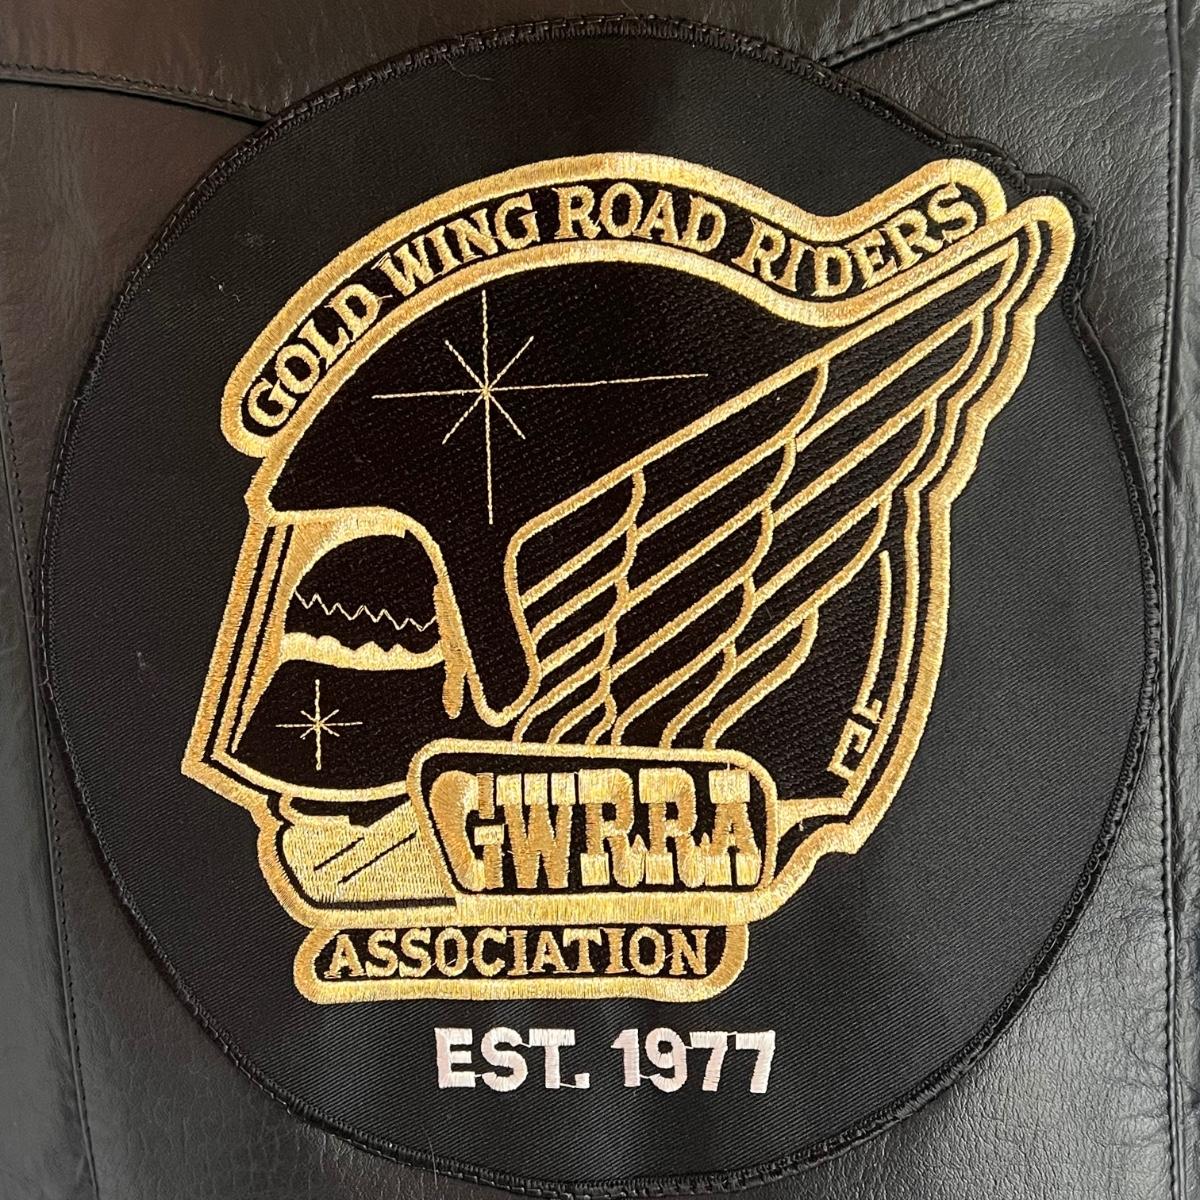 GOLD WING ROAD RIDERS
GWRRA
ASSOCIATION
EST. 1977